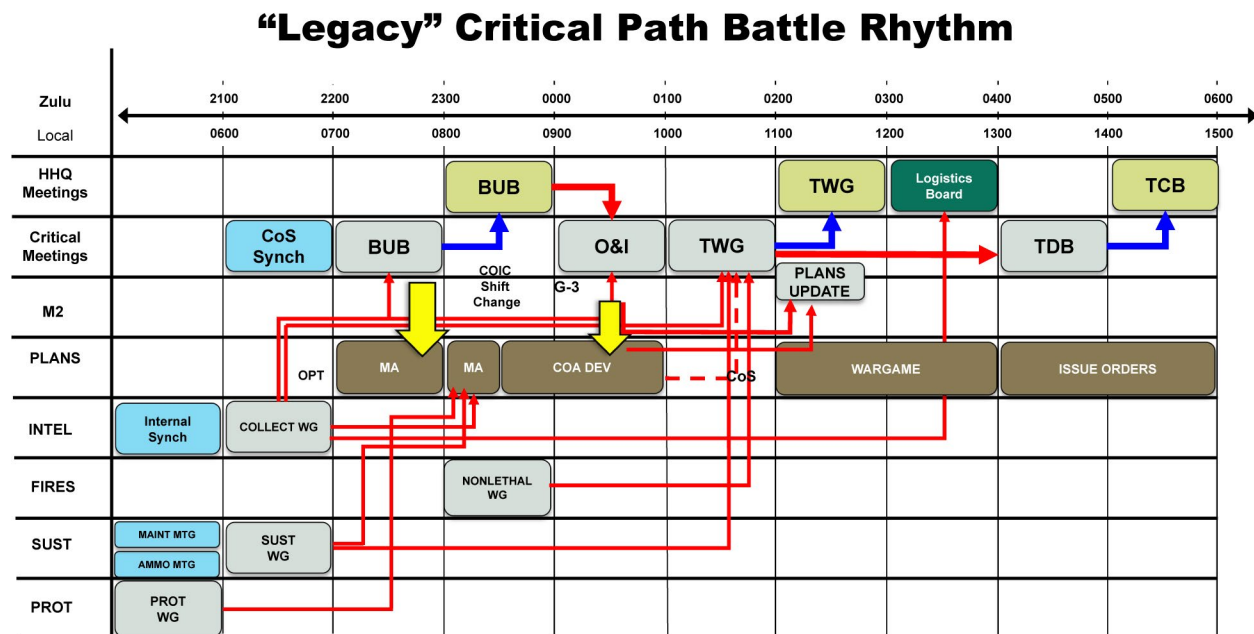 “Legacy” Critical Path Battle Rhythm
Zulu
2100 2200 2300 0000 0100 0200 0300 0400 0500 0600
Local
0600 0700 0800 0900 1000 1100 1200 1300 1400 1500
HHQ
Meetings
BUB
TWG
Logistics
Board
TCB
Critical
Meetings
CoS
Synch
BUB
O&I
TWG
TDB
M2
COIC
Shift
Change
G-3
PLANS
UPDATE
PLANS
OPT
MA
MA
COA DEV
CoS
WARGAME
ISSUE ORDERS
INTEL
Internal
Synch
COLLECT WG
FIRES
NONLETHAL
WG
SUST
MAINT MTG
AMMO MTG
SUST
WG
PROT
PROT
WG